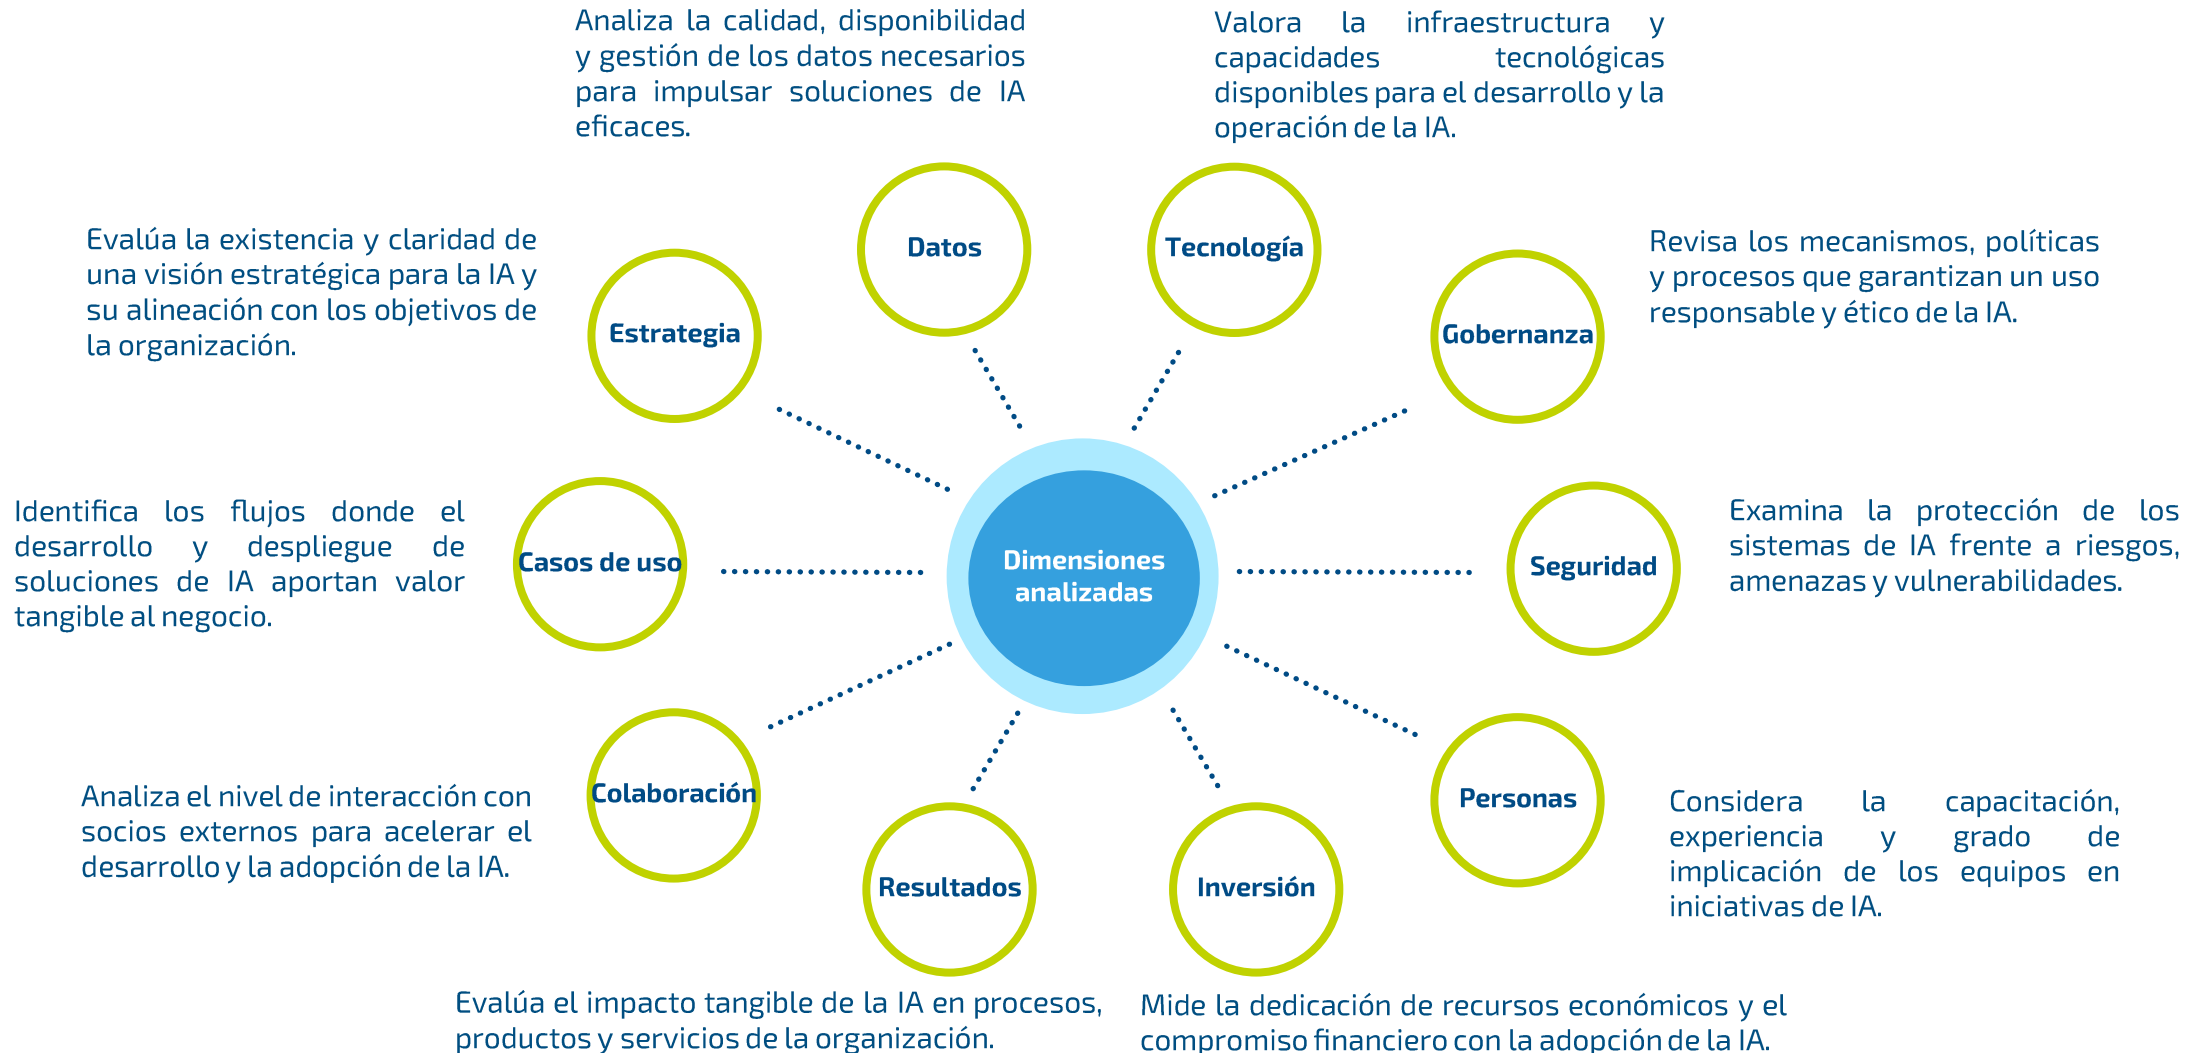 Analiza la calidad, disponibilidad
y gestión de los datos necesarios
para impulsar soluciones de IA
eficaces.
Valora la infraestructura y
capacidades tecnológicas
disponibles para el desarrollo y la
operación de la IA.
Datos
Tecnología
Evalúa la existencia y claridad de
una visión estratégica para la IA y
su alineación con los objetivos de
la organización.
Estrategia
Gobernanza
Revisa los mecanismos, políticas
y procesos que garantizan un uso
responsable y ético de la IA.
Identifica los flujos donde el
desarrollo y despliegue de
soluciones de IA aportan valor
tangible al negocio.
Casos de uso
Dimensiones
analizadas
Seguridad
Examina la protección de los
sistemas de IA frente a riesgos,
amenazas y vulnerabilidades.
Analiza el nivel de interacción con
socios externos para acelerar el
desarrollo y la adopción de la IA.
Colaboración
Resultados
Inversión
Personas
Considera la capacitación,
experiencia y grado de
implicación de los equipos en
iniciativas de IA.
Evalúa el impacto tangible de la IA en procesos,
productos y servicios de la organización.
Mide la dedicación de recursos económicos y el
compromiso financiero con la adopción de la IA.